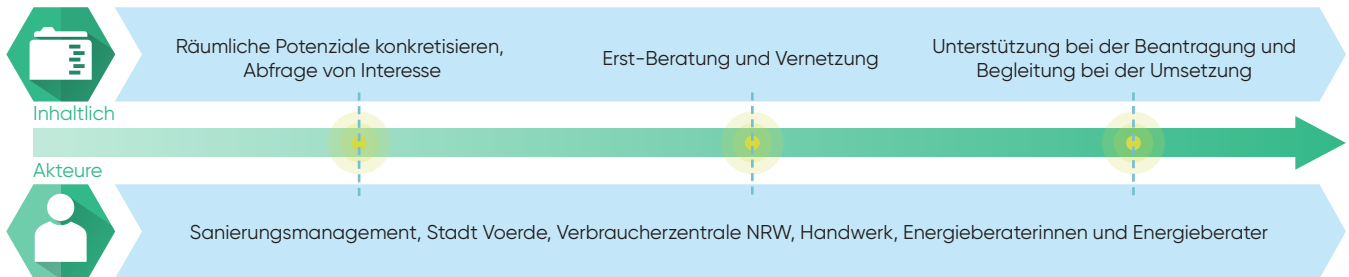 Räumliche Potenziale konkretisieren,
Abfrage von Interesse
Erst-Beratung und Vernetzung
Unterstützung bei der Beantragung und
Begleitung bei der Umsetzung
Inhaltlich
Akteure
Sanierungsmanagement, Stadt Voerde, Verbraucherzentrale NRW, Handwerk, Energieberaterinnen und Energieberater